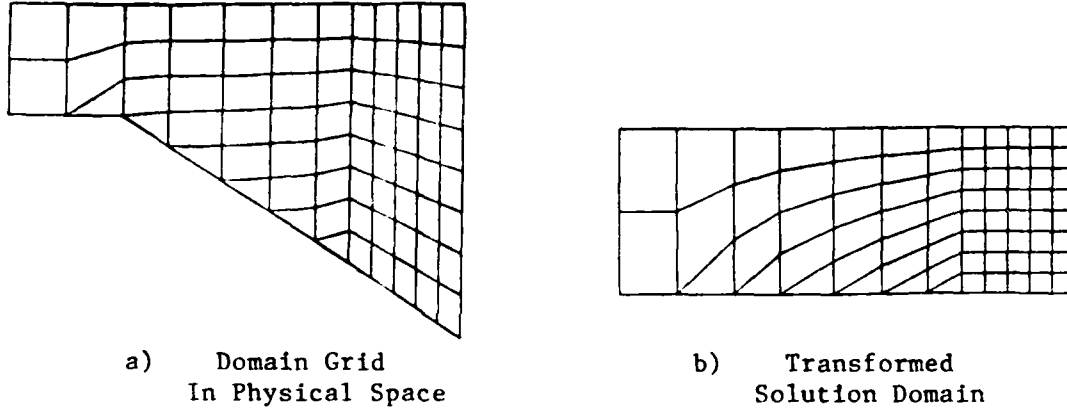 a) Domain Grid
In Physical Space
b) Transformed
Solution Domain